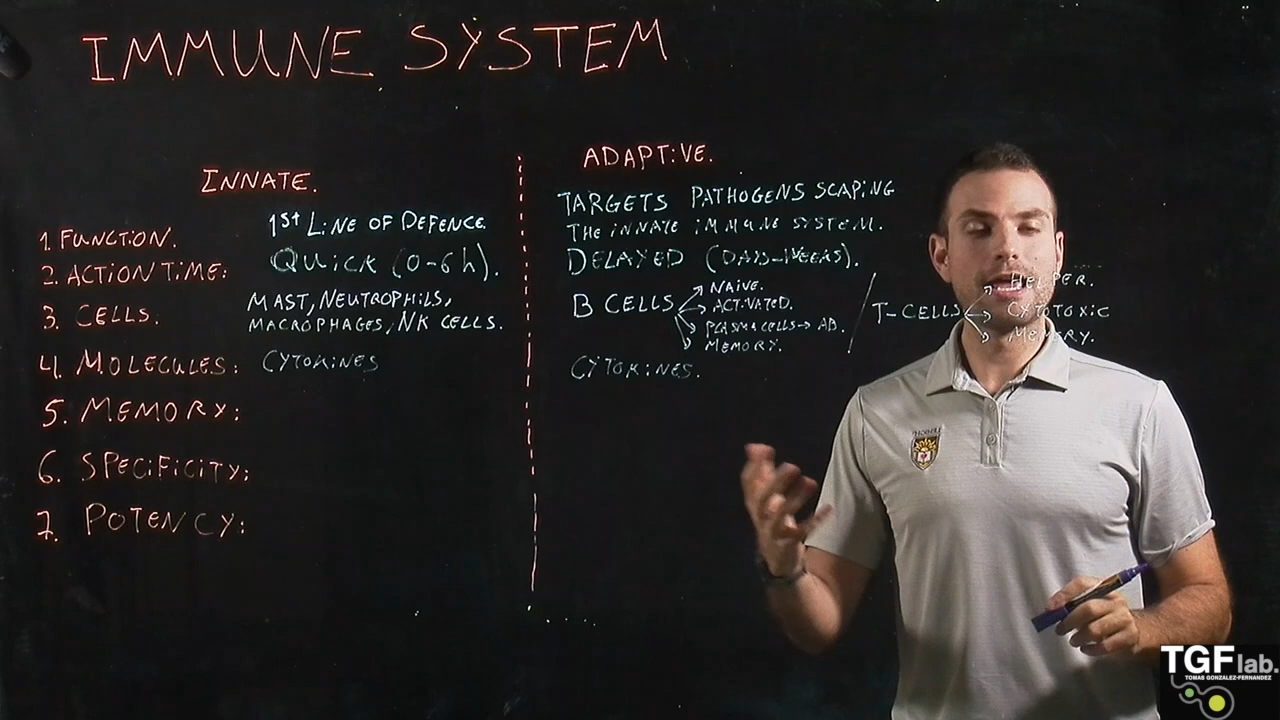 IMMUNE SYSTEM
INNATE.
ADAPTIVE.
1. FUNCTION.
1st LINE OF DEFENCE.
TARGETS PATHOGENS SCAPING
THE INNATE IMMUNE SYSTEM.
2. ACTION TIME:
QUICK (0-6h).
DELAYED (DAYS-WEEKS).
3. CELLS:
MAST, NEUTROPHILS,
MACROPHAGES, NK CELLS.
B CELLS
NAIVE.
ACTIVATED.
PLASMA CELLS → AB.
MEMORY.
T-CELLS
HELPER.
CYTOTOXIC
MEMORY.
4. MOLECULES:
CYTOKINES
CYTOKINES.
5. MEMORY:
6. SPECIFICITY:
7. POTENCY:
TGF lab.
TOMAS GONZALEZ-FERNANDEZ